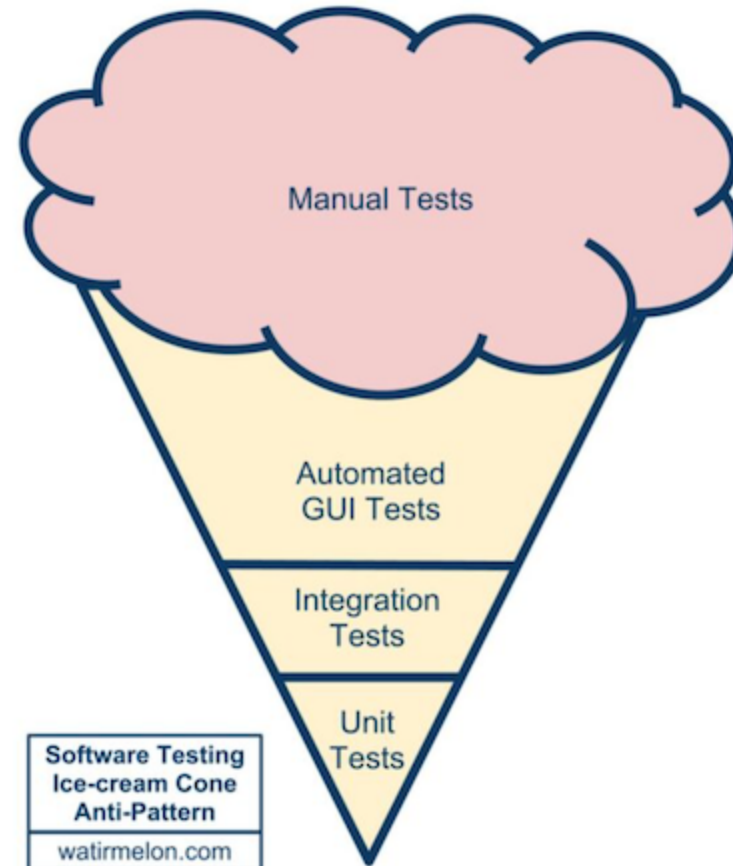 Manual Tests
Automated
GUI Tests
Integration
Tests
Unit
Tests
Software Testing
Ice-cream Cone
Anti-Pattern
watirmelon.com